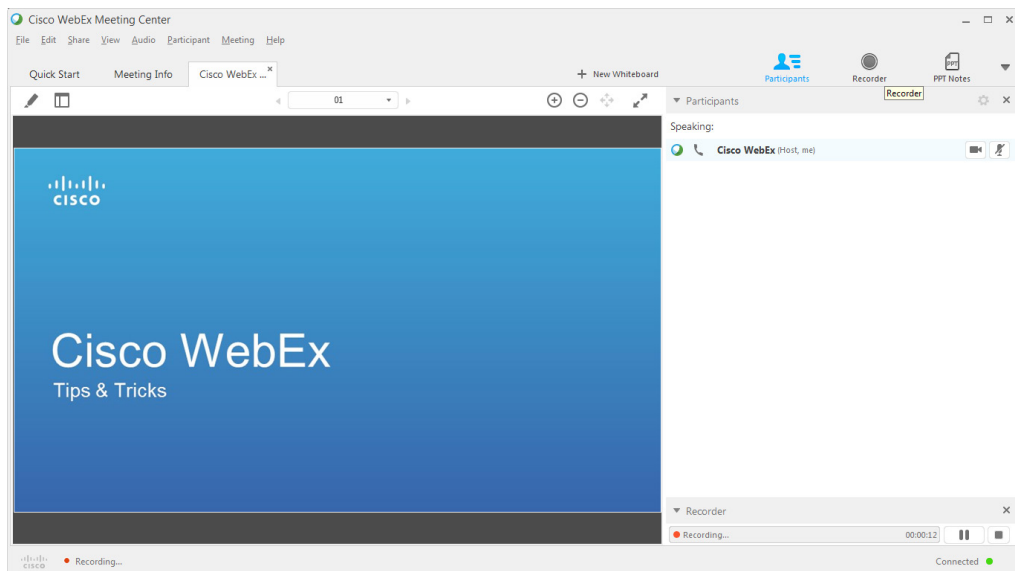 Cisco WebEx Meeting Center
File Edit Share View Audio Participant Meeting Help
Quick Start Meeting Info Cisco WebEx ... New Whiteboard
Participants Recorder PPT PPT Notes
Recorder
01
Participants
Speaking:
Cisco WebEx (Host, me)
CISCO
Cisco WebEx
Tips & Tricks
Recorder
Recording... 00:00:12
CISCO Recording... Connected